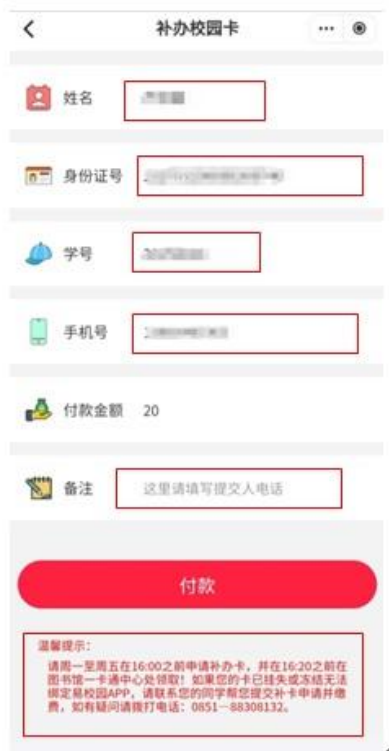 补办校园卡
姓名
身份证号
学号
手机号
付款金额 20
备注 这里请填写提交人电话
付款
温馨提示：
请周一至周五在16:00之前申请补办卡，并在16:20之前在
图书馆一卡通中心处领取！如果您的卡已挂失或冻结无法
绑定易校园APP，请联系您的同学帮您提交补卡申请并缴
费，如有疑问请拨打电话：0851—88308132。